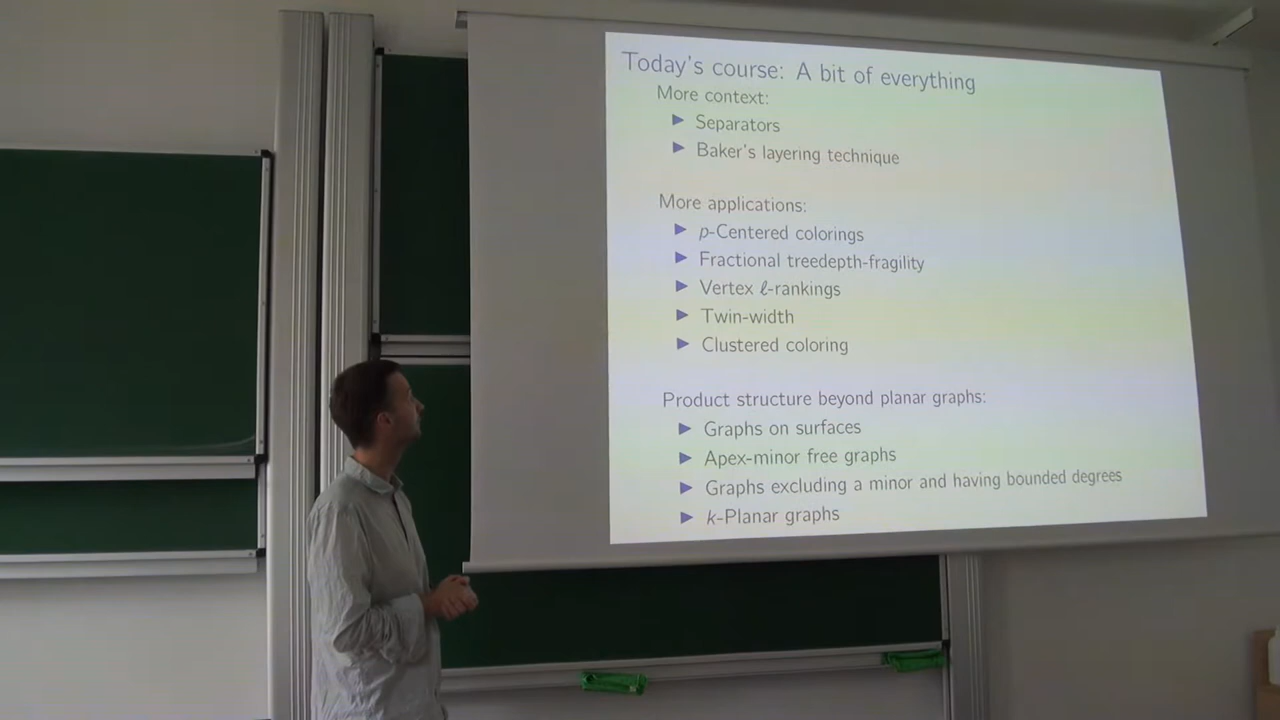 Today's course: A bit of everything
More context:
▶ Separators
▶ Baker's layering technique
More applications:
▶ p-Centered colorings
▶ Fractional treedepth-fragility
▶ Vertex ℓ-rankings
▶ Twin-width
▶ Clustered coloring
Product structure beyond planar graphs:
▶ Graphs on surfaces
▶ Apex-minor free graphs
▶ Graphs excluding a minor and having bounded degrees
▶ k-Planar graphs